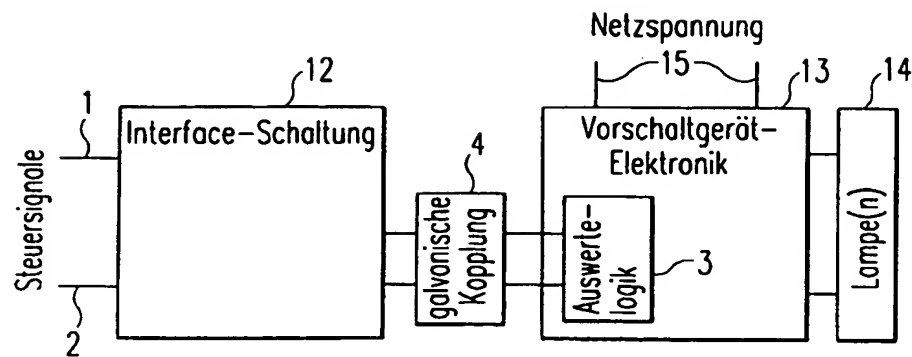 Netzspannung
15
12
13
14
1
Interface-Schaltung
Vorschaltgerät-
Elektronik
4
Steuersignale
galvanische
Kopplung
Auswerte-
logik
3
Lampe(n)
2